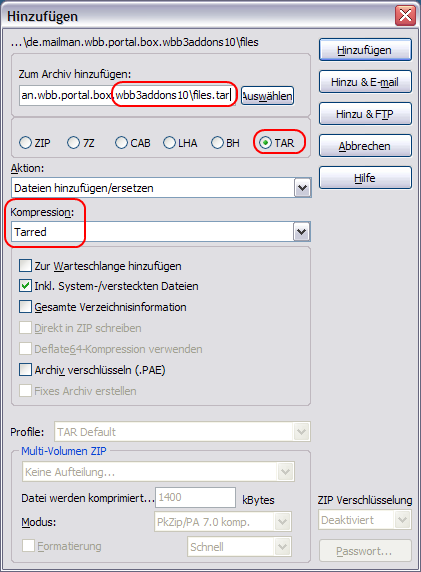 Hinzufügen
...\de.mailman.wbb.portal.box.wbb3addons10\files
Zum Archiv hinzufügen:
an.wbb.portal.box.wbb3addons10\files.tar Auswählen
ZIP 7Z CAB LHA BH TAR
Aktion:
Dateien hinzufügen/ersetzen
Kompression:
Tarred
Zur Warteschlange hinzufügen
Inkl. System-/versteckten Dateien
Gesamte Verzeichnisinformation
Direkt in ZIP schreiben
Deflate64-Kompression verwenden
Archiv verschlüsseln (.PAE)
Fixes Archiv erstellen
Profile: TAR Default
Multi-Volumen ZIP
Keine Aufteilung...
Datei werden komprimiert... 1400 kBytes
Modus: PkZip/PA 7.0 komp.
Formatierung Schnell
Hinzufügen
Hinzu & E-mail
Hinzu & FTP
Abbrechen
Hilfe
ZIP Verschlüsselung
Deaktiviert
Passwort...